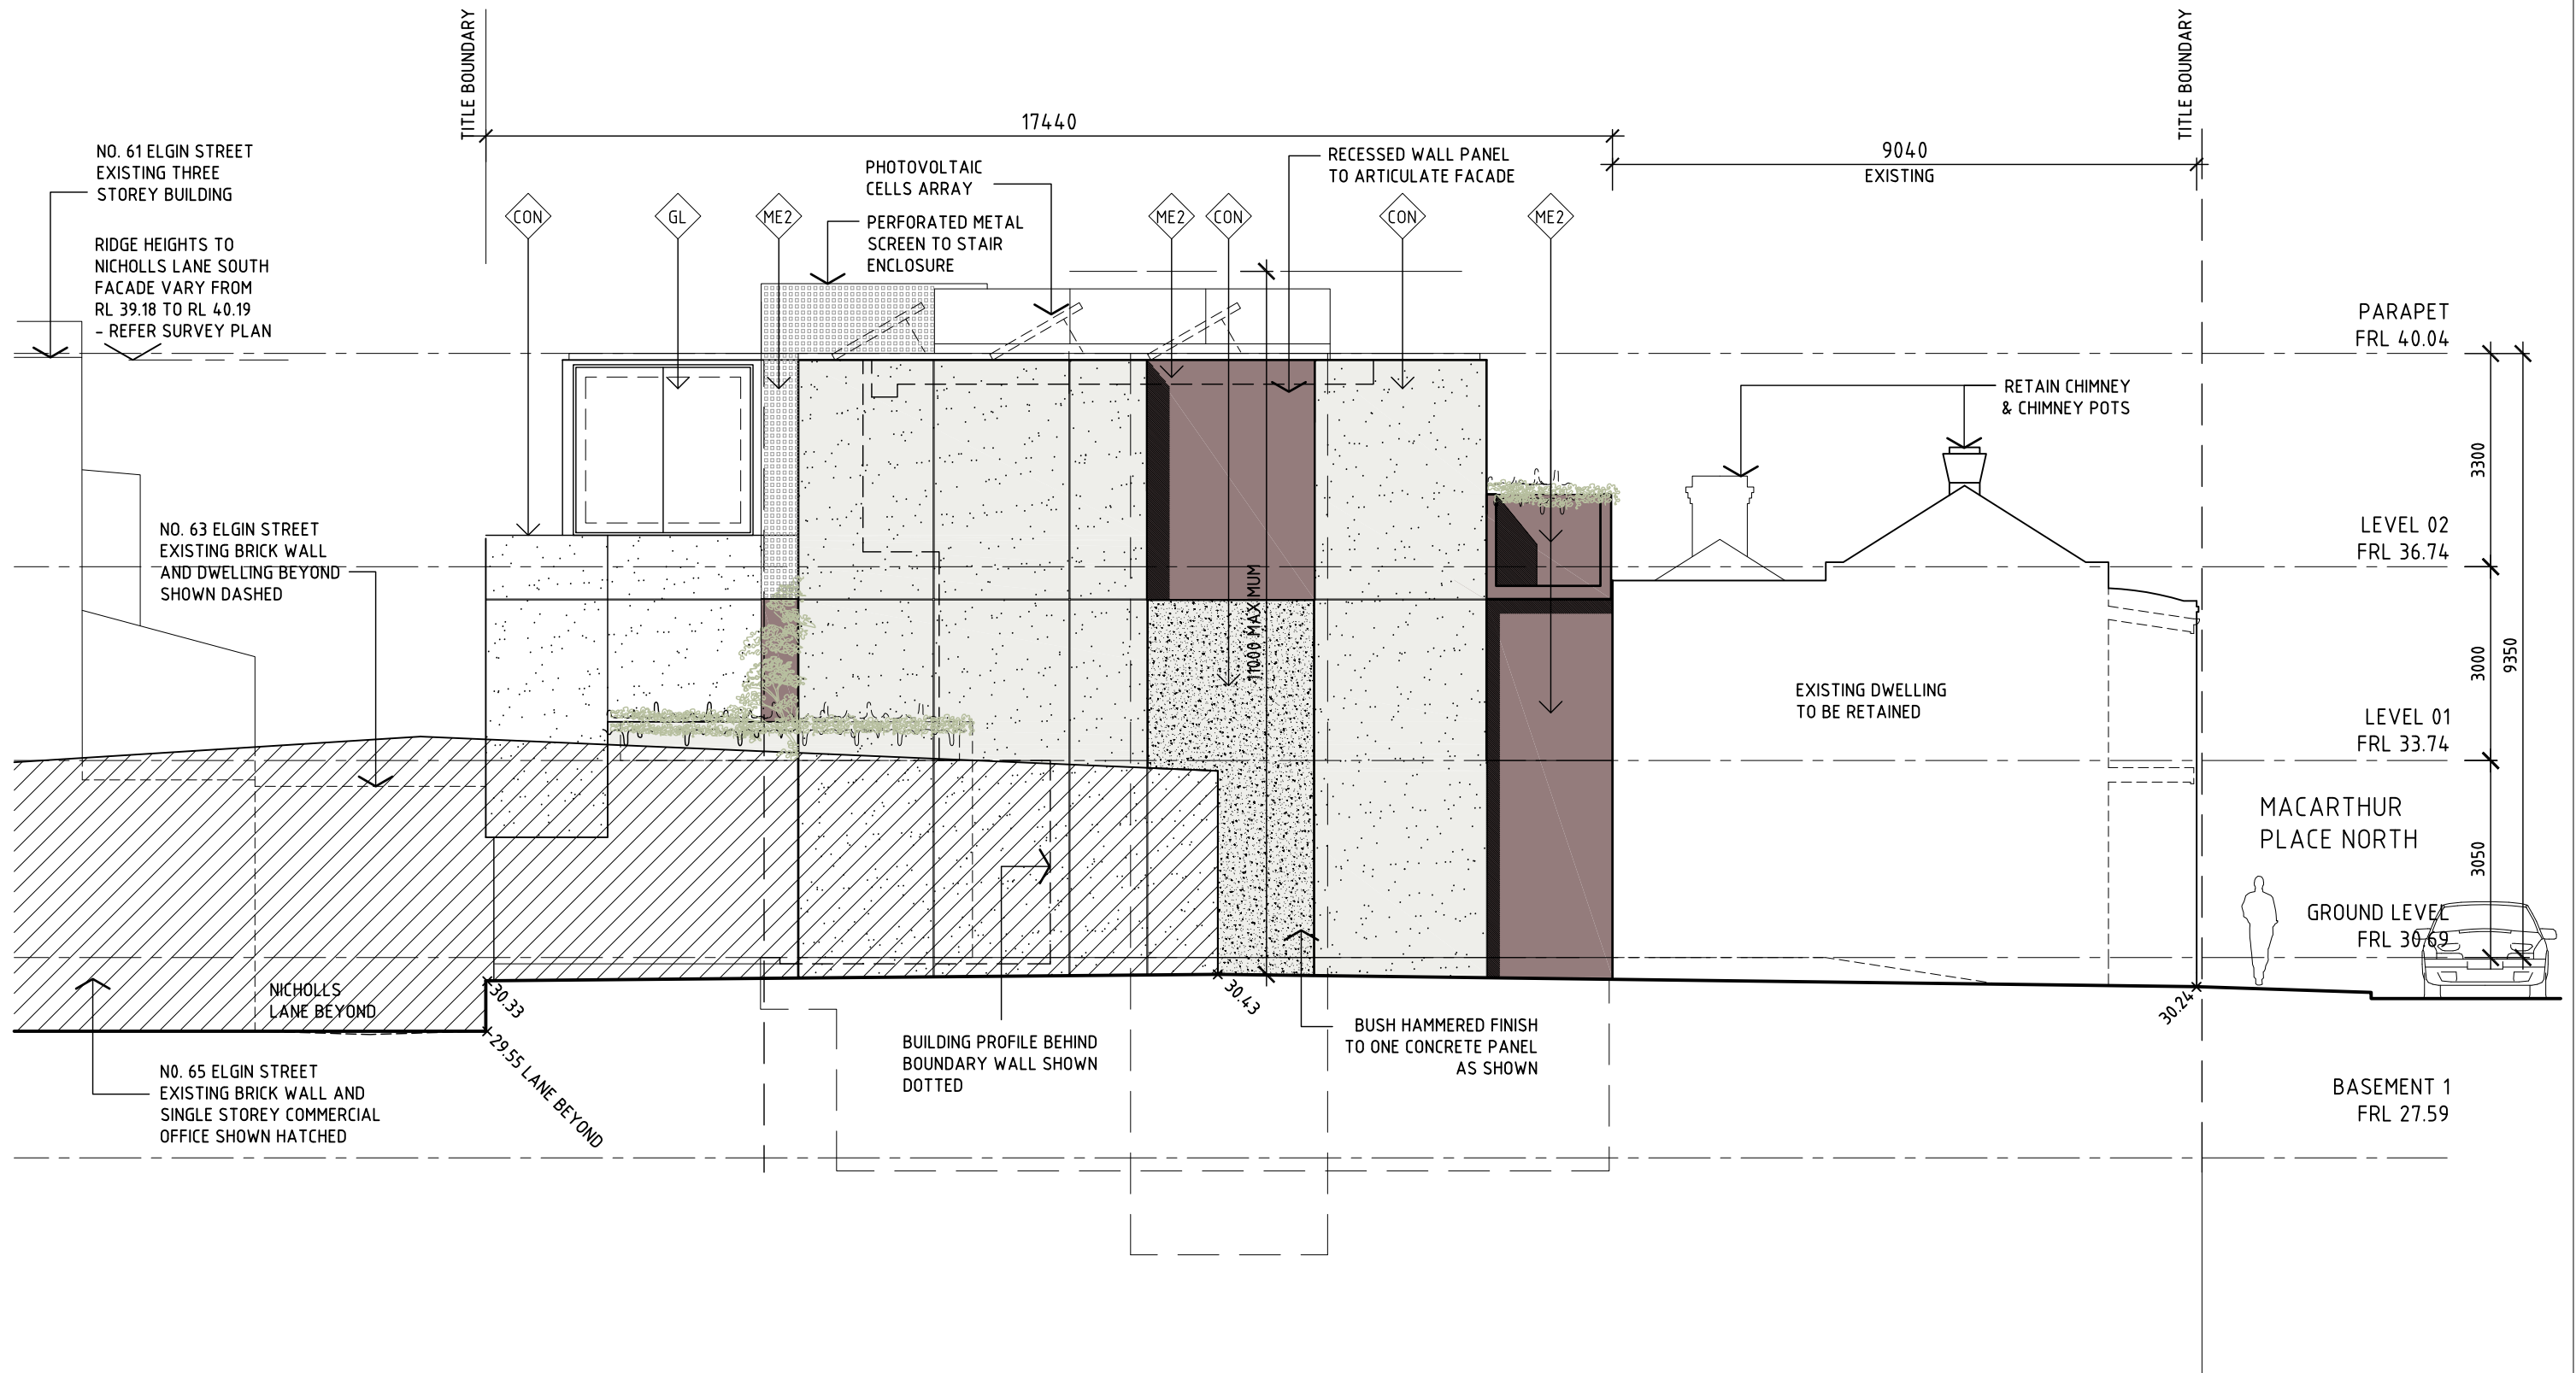 TITLE BOUNDARY
TITLE BOUNDARY
17440
9040
EXISTING
NO. 61 ELGIN STREET
EXISTING THREE
STOREY BUILDING
RIDGE HEIGHTS TO
NICHOLLS LANE SOUTH
FACADE VARY FROM
RL 39.18 TO RL 40.19
- REFER SURVEY PLAN
PHOTOVOLTAIC
CELLS ARRAY
PERFORATED METAL
SCREEN TO STAIR
ENCLOSURE
RECESSED WALL PANEL
TO ARTICULATE FACADE
CON
GL
ME2
ME2
CON
CON
ME2
PARAPET
FRL 40.04
RETAIN CHIMNEY
& CHIMNEY POTS
3300
LEVEL 02
FRL 36.74
NO. 63 ELGIN STREET
EXISTING BRICK WALL
AND DWELLING BEYOND
SHOWN DASHED
11000 MAXIMUM
3000
9350
EXISTING DWELLING
TO BE RETAINED
LEVEL 01
FRL 33.74
MACARTHUR
PLACE NORTH
3050
GROUND LEVEL
FRL 30.69
NICHOLLS
LANE BEYOND
30.33
29.55 LANE BEYOND
30.43
30.24
BUILDING PROFILE BEHIND
BOUNDARY WALL SHOWN
DOTTED
BUSH HAMMERED FINISH
TO ONE CONCRETE PANEL
AS SHOWN
NO. 65 ELGIN STREET
EXISTING BRICK WALL AND
SINGLE STOREY COMMERCIAL
OFFICE SHOWN HATCHED
BASEMENT 1
FRL 27.59